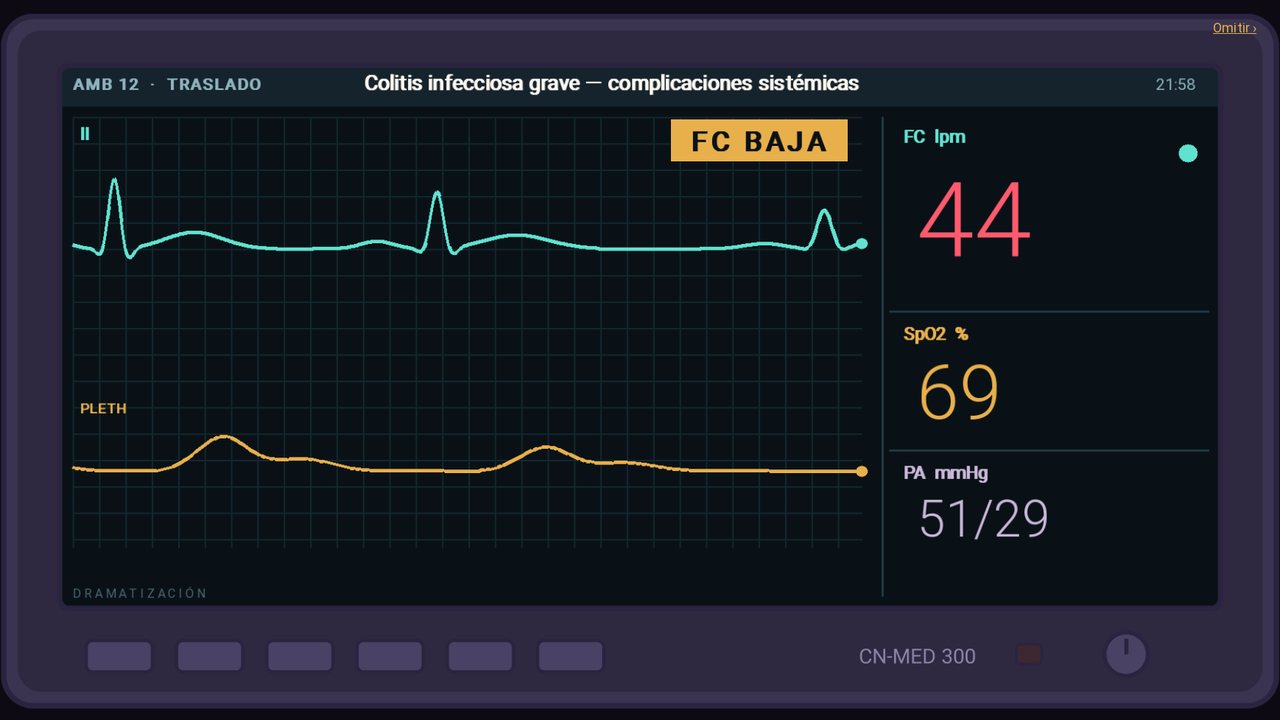 Omitir ›
AMB 12 · TRASLADO
Colitis infecciosa grave — complicaciones sistémicas
21:58
II
FC BAJA
FC lpm
44
SpO2 %
69
PLETH
PA mmHg
51/29
DRAMATIZACIÓN
CN-MED 300